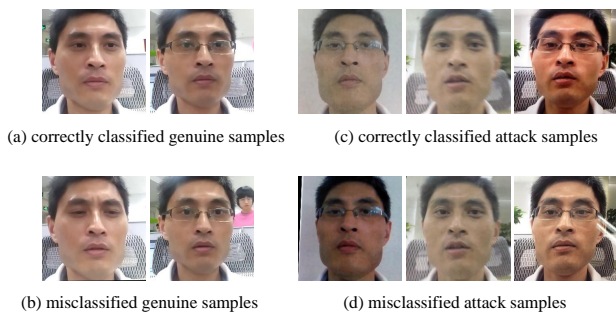 (a) correctly classified genuine samples
(c) correctly classified attack samples
(b) misclassified genuine samples
(d) misclassified attack samples